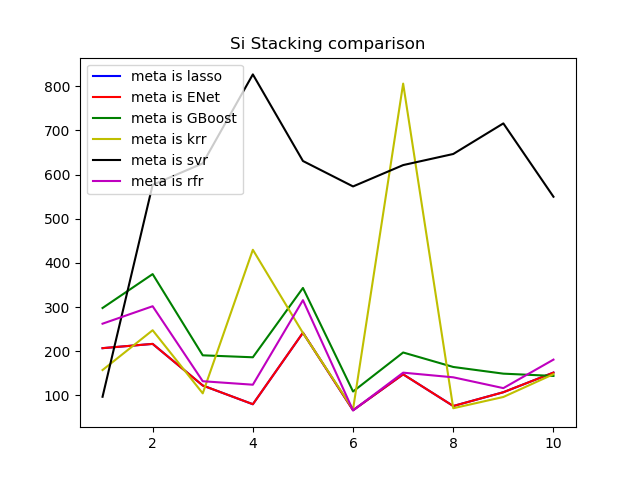 Si Stacking comparison
meta is lasso
meta is ENet
meta is GBoost
meta is krr
meta is svr
meta is rfr
800
700
600
500
400
300
200
100
2 4 6 8 10